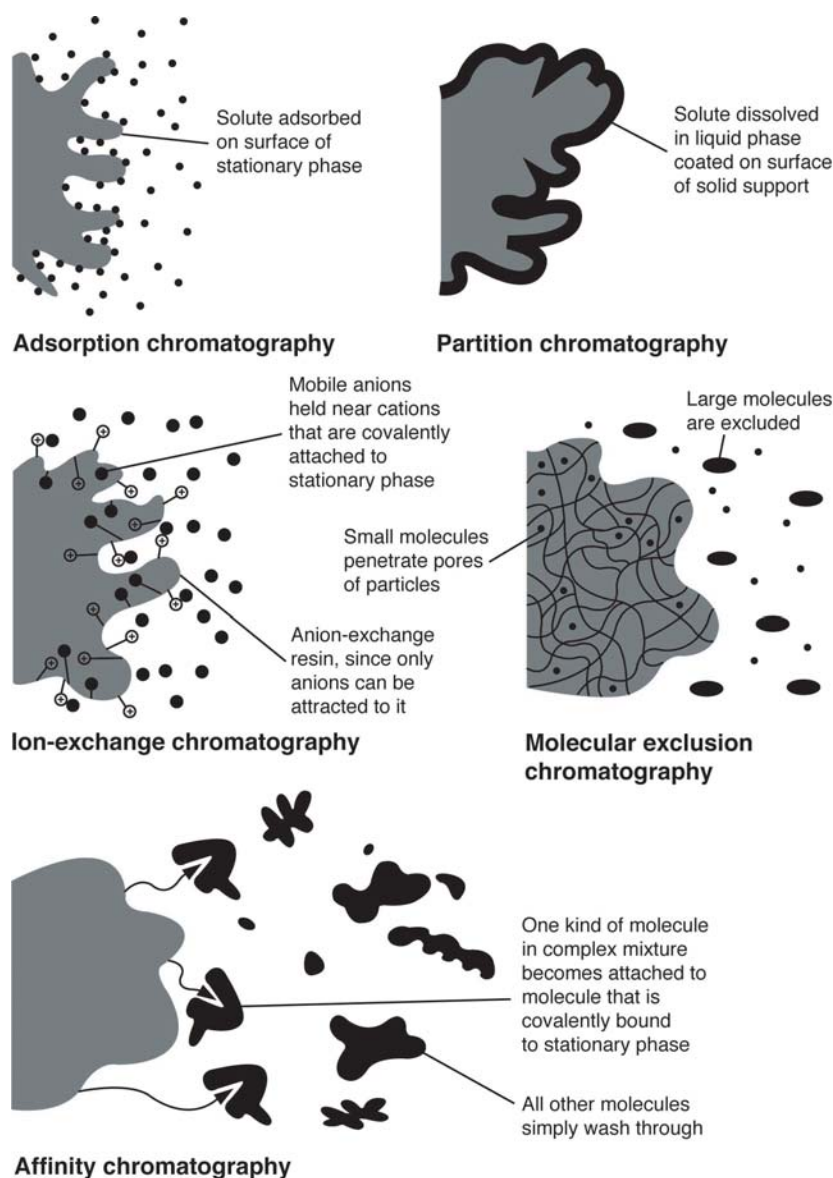 Solute adsorbed
on surface of
stationary phase
Adsorption chromatography
Solute dissolved
in liquid phase
coated on surface
of solid support
Partition chromatography
Mobile anions
held near cations
that are covalently
attached to
stationary phase
Anion-exchange
resin, since only
anions can be
attracted to it
Ion-exchange chromatography
Large molecules
are excluded
Small molecules
penetrate pores
of particles
Molecular exclusion
chromatography
One kind of molecule
in complex mixture
becomes attached to
molecule that is
covalently bound
to stationary phase
All other molecules
simply wash through
Affinity chromatography